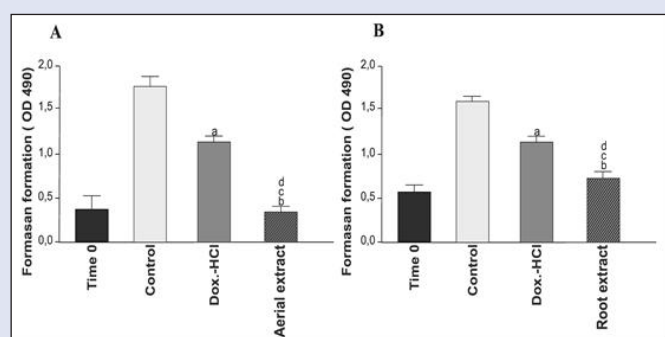 A
Formasan formation ( OD 490)
2,0
1,5
1,0
0,5
0,0
a
d
c
b
Time 0
Control
Dox.-HCl
Aerial extract
B
Formasan formation ( OD 490)
2,0
1,5
1,0
0,5
0,0
a
d
c
b
Time 0
Control
Dox.-HCl
Root extract